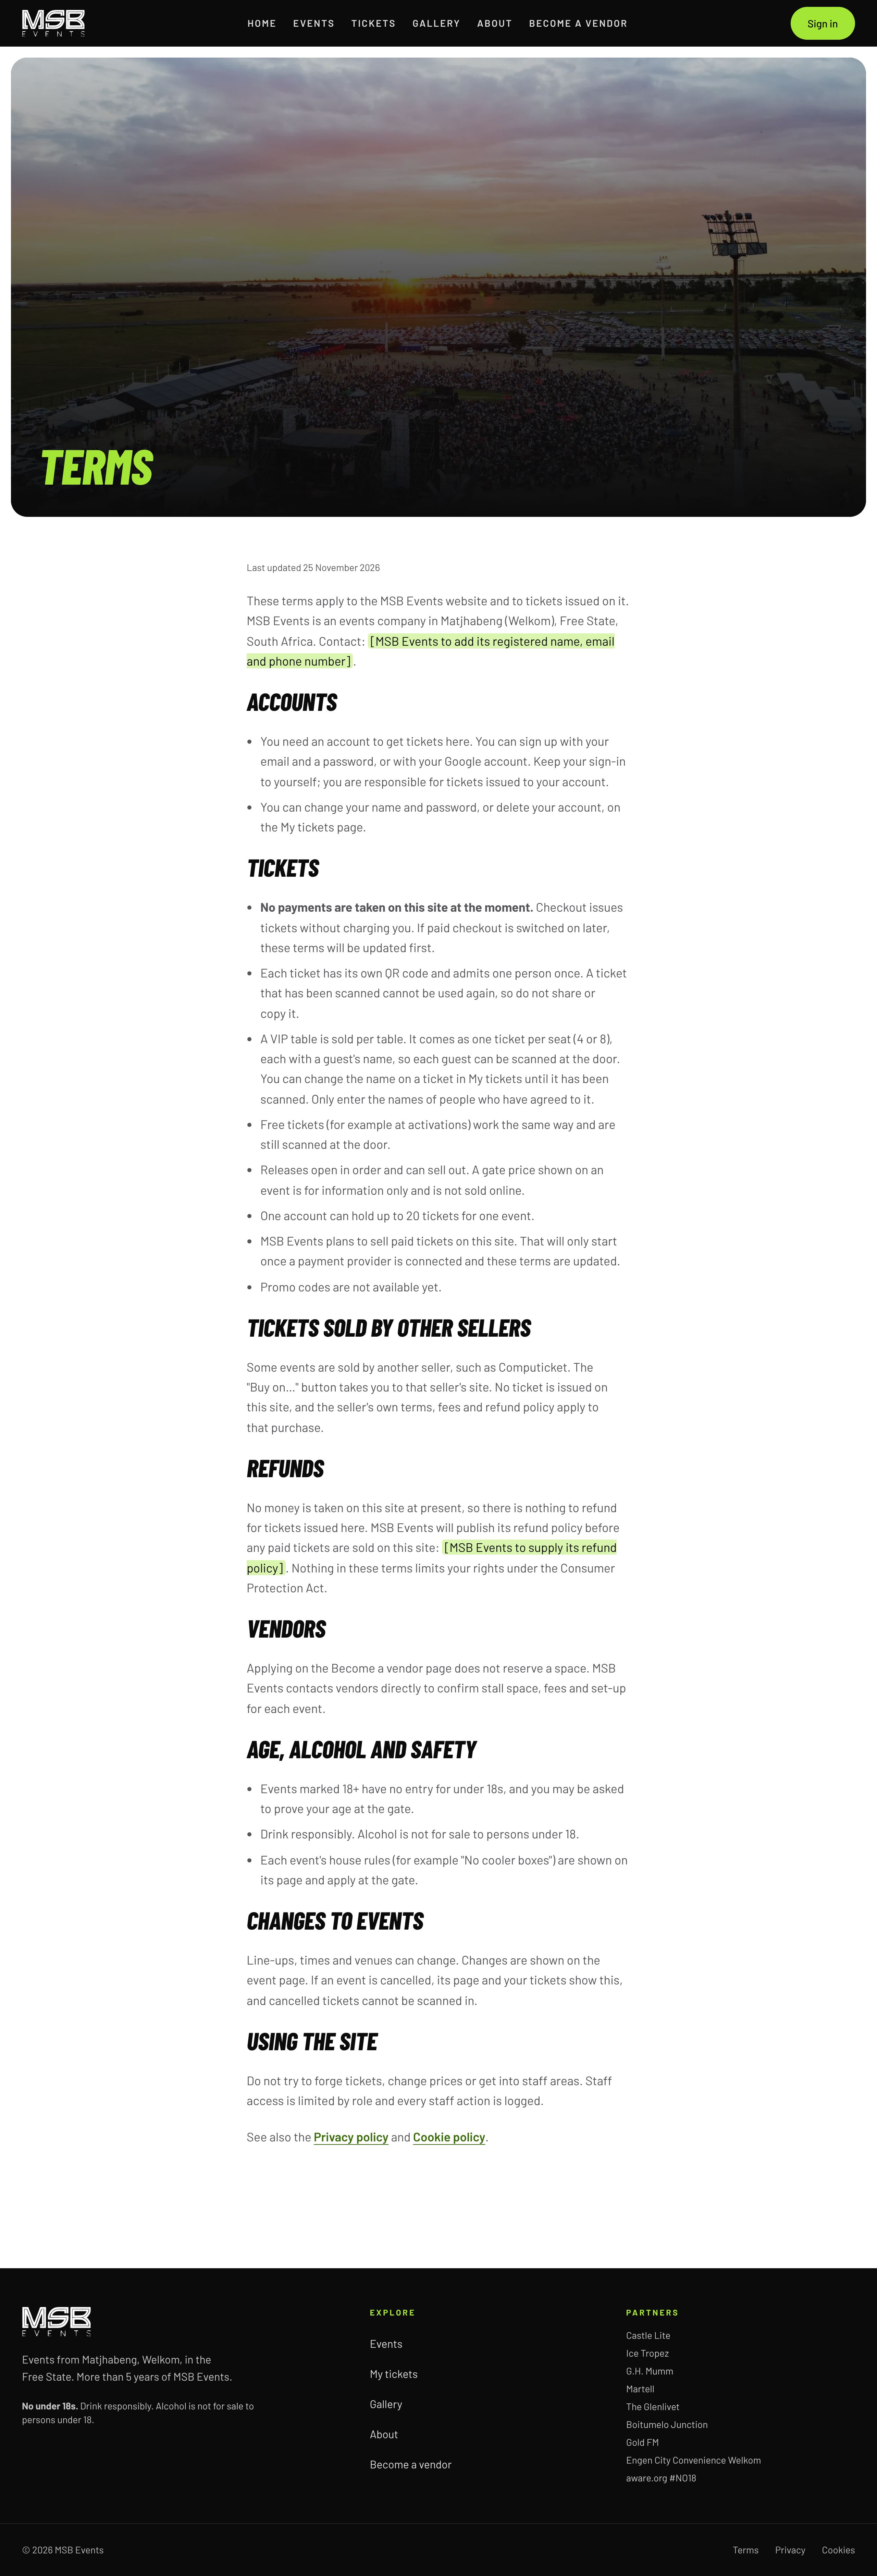 MSB
EVENTS
HOME EVENTS TICKETS GALLERY ABOUT BECOME A VENDOR
Sign in
TERMS
Last updated 25 November 2026
These terms apply to the MSB Events website and to tickets issued on it.
MSB Events is an events company in Matjhabeng (Welkom), Free State,
South Africa. Contact: [MSB Events to add its registered name, email
and phone number].
ACCOUNTS
• You need an account to get tickets here. You can sign up with your
email and a password, or with your Google account. Keep your sign-in
to yourself; you are responsible for tickets issued to your account.
• You can change your name and password, or delete your account, on
the My tickets page.
TICKETS
• No payments are taken on this site at the moment. Checkout issues
tickets without charging you. If paid checkout is switched on later,
these terms will be updated first.
• Each ticket has its own QR code and admits one person once. A ticket
that has been scanned cannot be used again, so do not share or
copy it.
• A VIP table is sold per table. It comes as one ticket per seat (4 or 8),
each with a guest's name, so each guest can be scanned at the door.
You can change the name on a ticket in My tickets until it has been
scanned. Only enter the names of people who have agreed to it.
• Free tickets (for example at activations) work the same way and are
still scanned at the door.
• Releases open in order and can sell out. A gate price shown on an
event is for information only and is not sold online.
• One account can hold up to 20 tickets for one event.
• MSB Events plans to sell paid tickets on this site. That will only start
once a payment provider is connected and these terms are updated.
• Promo codes are not available yet.
TICKETS SOLD BY OTHER SELLERS
Some events are sold by another seller, such as Computicket. The
"Buy on…" button takes you to that seller's site. No ticket is issued on
this site, and the seller's own terms, fees and refund policy apply to
that purchase.
REFUNDS
No money is taken on this site at present, so there is nothing to refund
for tickets issued here. MSB Events will publish its refund policy before
any paid tickets are sold on this site: [MSB Events to supply its refund
policy]. Nothing in these terms limits your rights under the Consumer
Protection Act.
VENDORS
Applying on the Become a vendor page does not reserve a space. MSB
Events contacts vendors directly to confirm stall space, fees and set-up
for each event.
AGE, ALCOHOL AND SAFETY
• Events marked 18+ have no entry for under 18s, and you may be asked
to prove your age at the gate.
• Drink responsibly. Alcohol is not for sale to persons under 18.
• Each event's house rules (for example "No cooler boxes") are shown on
its page and apply at the gate.
CHANGES TO EVENTS
Line-ups, times and venues can change. Changes are shown on the
event page. If an event is cancelled, its page and your tickets show this,
and cancelled tickets cannot be scanned in.
USING THE SITE
Do not try to forge tickets, change prices or get into staff areas. Staff
access is limited by role and every staff action is logged.
See also the Privacy policy and Cookie policy.
MSB
EVENTS
Events from Matjhabeng, Welkom, in the
Free State. More than 5 years of MSB Events.
No under 18s. Drink responsibly. Alcohol is not for sale to
persons under 18.
EXPLORE
Events
My tickets
Gallery
About
Become a vendor
PARTNERS
Castle Lite
Ice Tropez
G.H. Mumm
Martell
The Glenlivet
Boitumelo Junction
Gold FM
Engen City Convenience Welkom
aware.org #NO18
© 2026 MSB Events
Terms Privacy Cookies